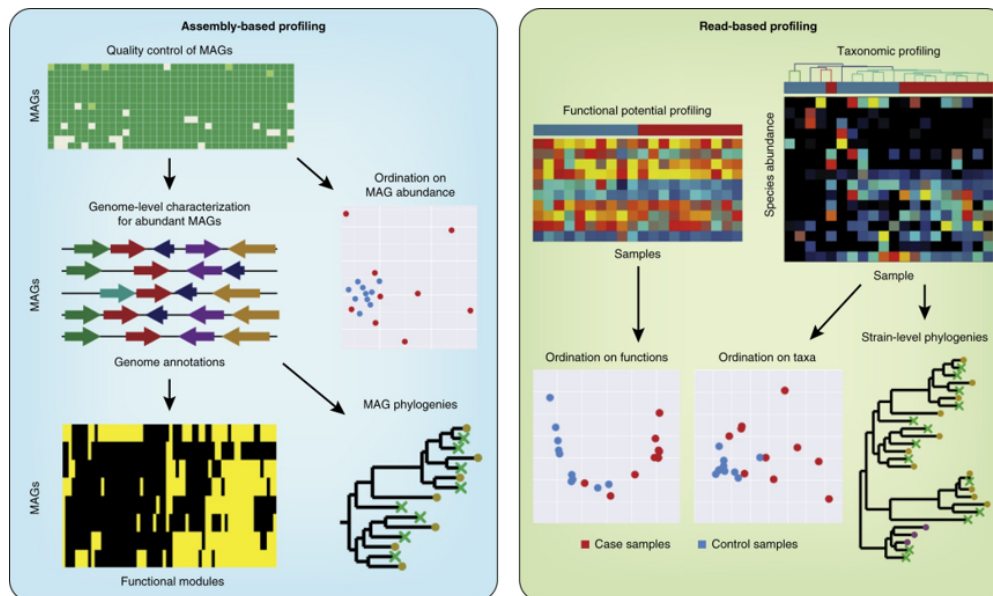 Assembly-based profiling
Quality control of MAGs
MAGs
Ordination on
MAG abundance
Genome-level characterization
for abundant MAGs
MAGs
Genome annotations
MAG phylogenies
MAGs
Functional modules
Read-based profiling
Taxonomic profiling
Functional potential profiling
Species abundance
Samples
Sample
Strain-level phylogenies
Ordination on functions
Ordination on taxa
Case samples
Control samples